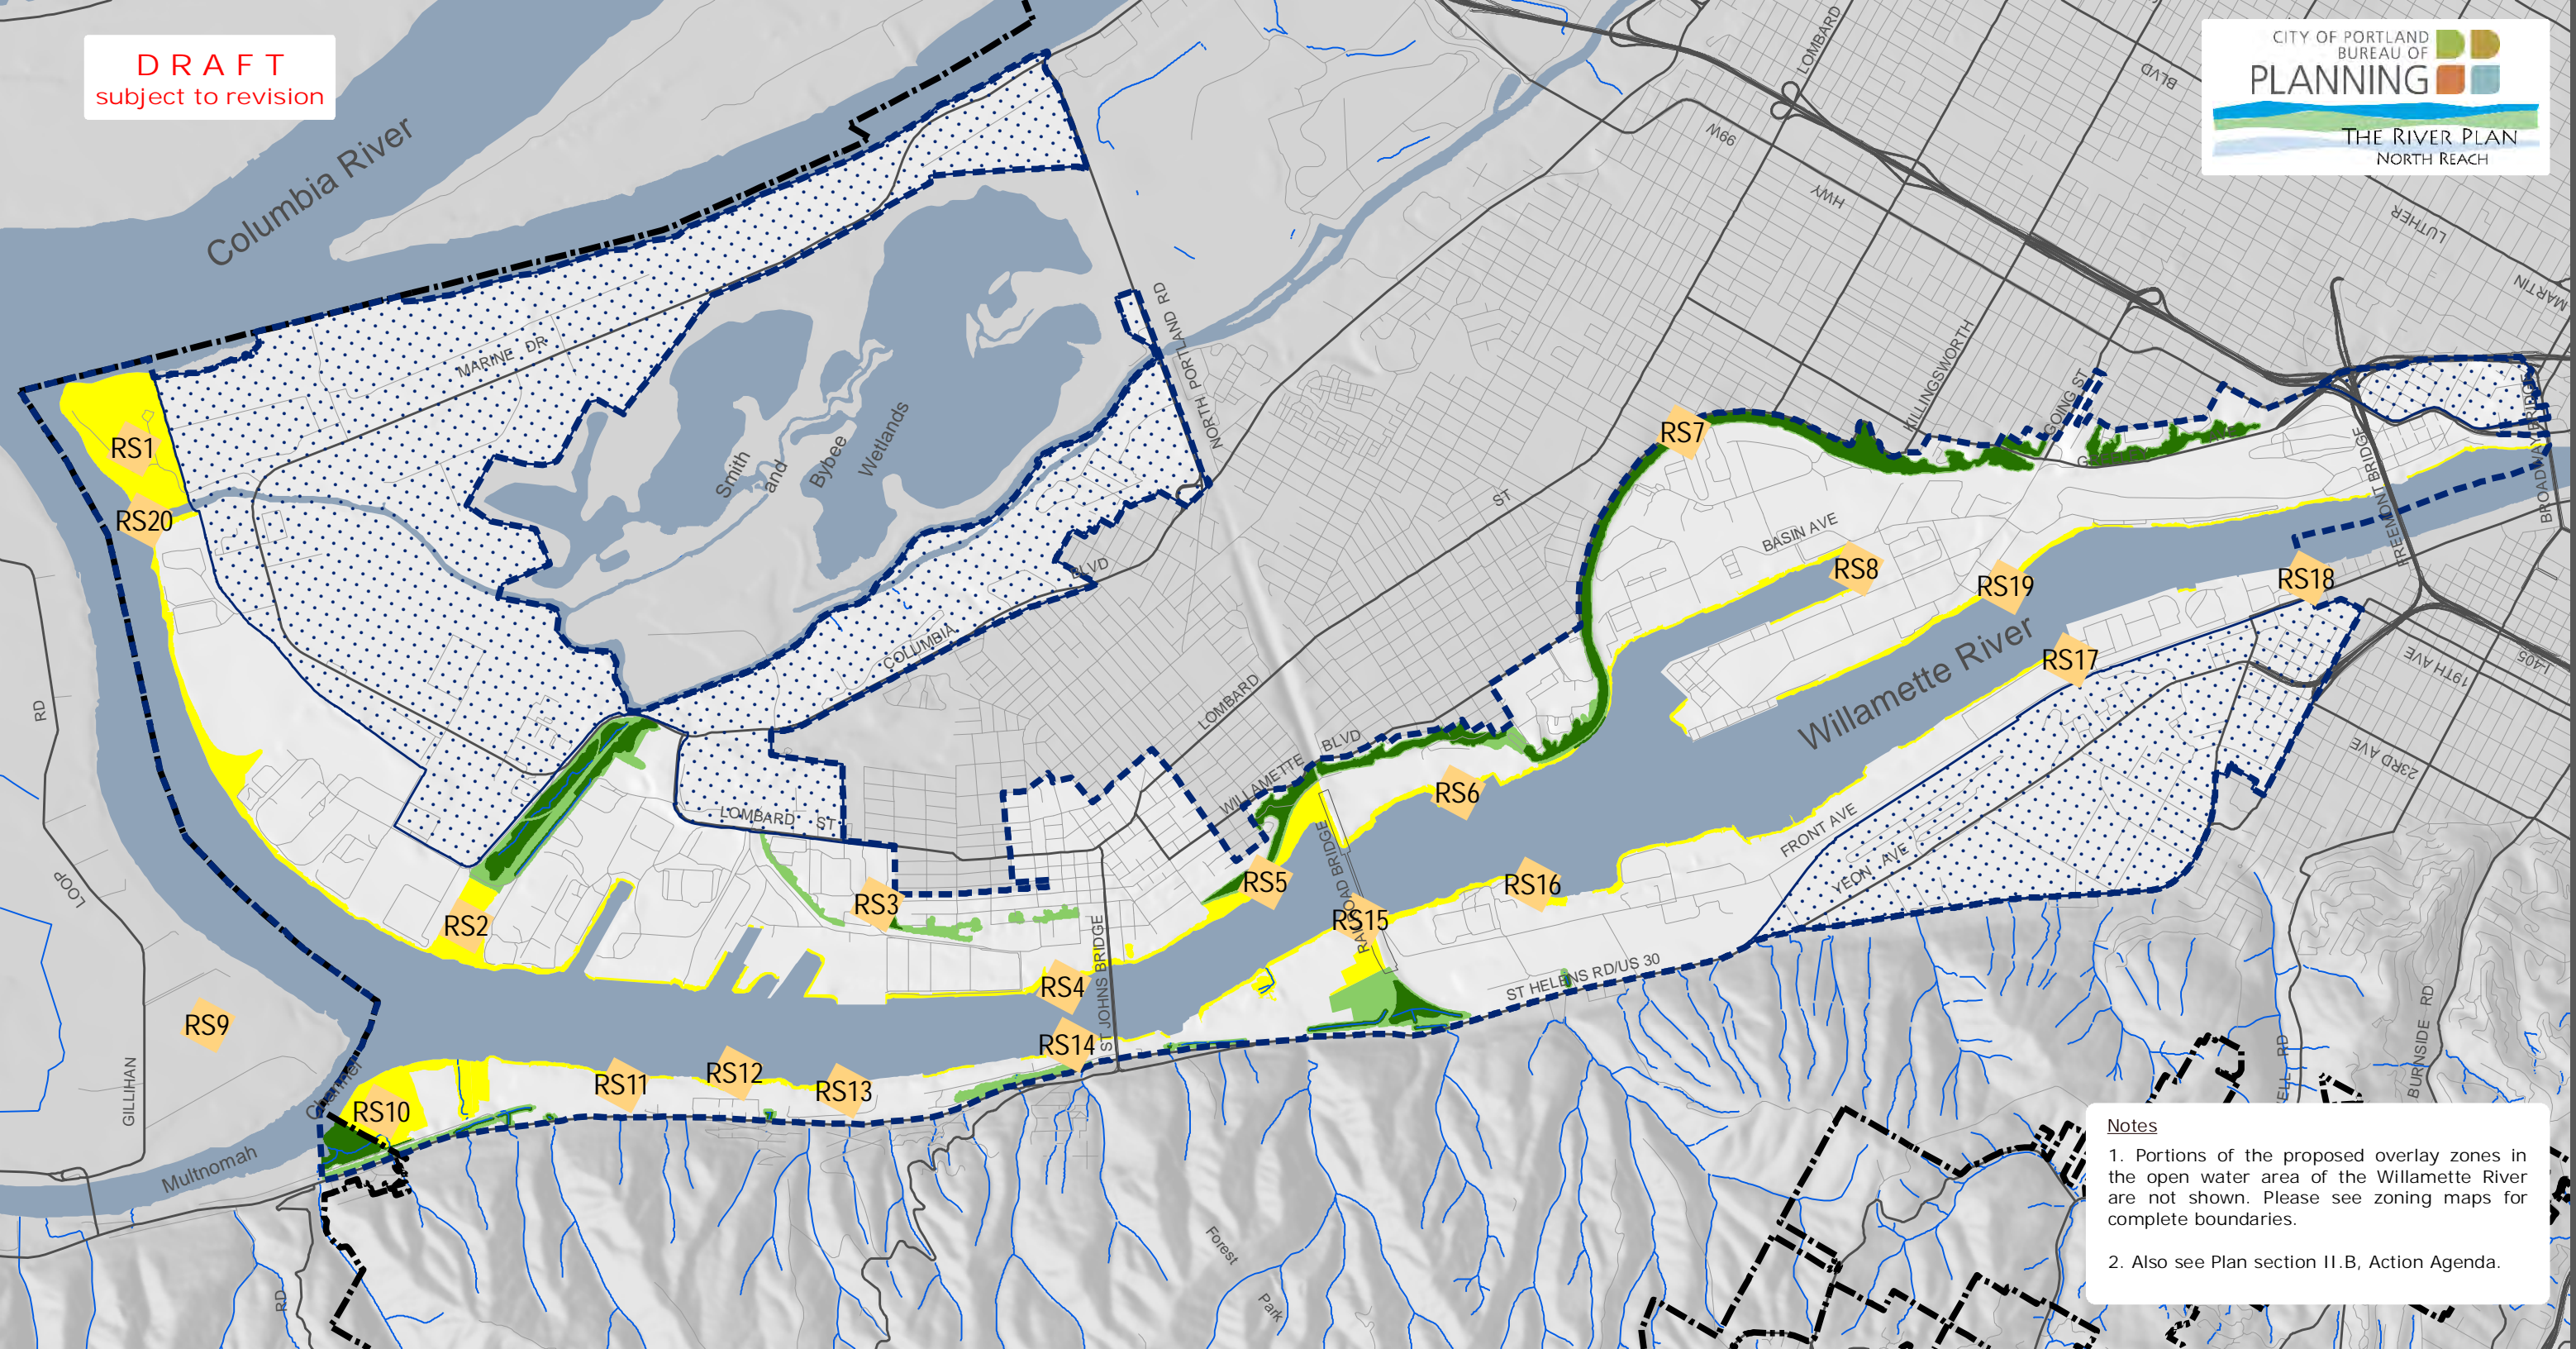 DRAFT
subject to revision
CITY OF PORTLAND
BUREAU OF
PLANNING
THE RIVER PLAN
NORTH REACH
Columbia River
LOMBARD
BLVD
99W
HWY
LUTHER
MARTIN
MARINE DR
NORTH PORTLAND RD
KILLINGSWORTH
GOING ST
RS1
RS20
Smith
and
Bybee
Wetlands
RS7
FREEMONT BRIDGE
BROADWAY BRIDGE
ST
BASIN AVE
RS8
RS19
RS18
BLVD
COLUMBIA
Willamette River
RS17
I405
19TH AVE
23RD AVE
LOMBARD
RD
WILLAMETTE
BLVD
RS6
LOMBARD ST
FRONT AVE
YEON AVE
RAILROAD BRIDGE
LOOP
RS2
RS3
RS5
RS16
RS15
ST JOHNS BRIDGE
ST HELENS RD/US 30
RS4
RS9
RS14
GILLIHAN
RS11
RS12
RS13
RS10
Channel
Multnomah
BURNSIDE RD
RD
Forest
Park
RD
Notes
1. Portions of the proposed overlay zones in
the open water area of the Willamette River
are not shown. Please see zoning maps for
complete boundaries.
2. Also see Plan section II.B, Action Agenda.